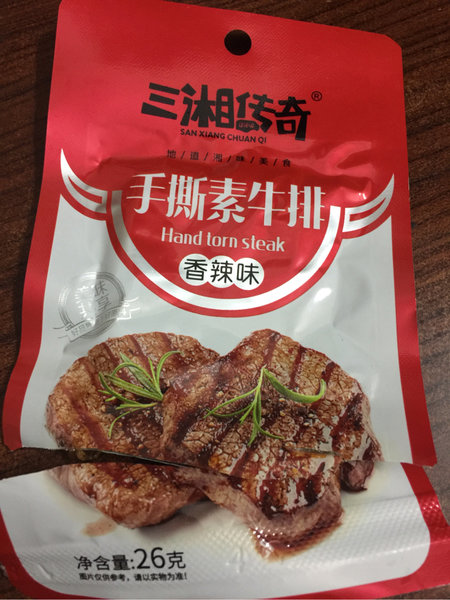 三湘传奇®
SAN XIANG CHUAN QI
地/道/湘/味/美/食
手撕素牛排
Hand torn steak
香辣味
净含量:26克
图片仅供参考，请以实物为准!